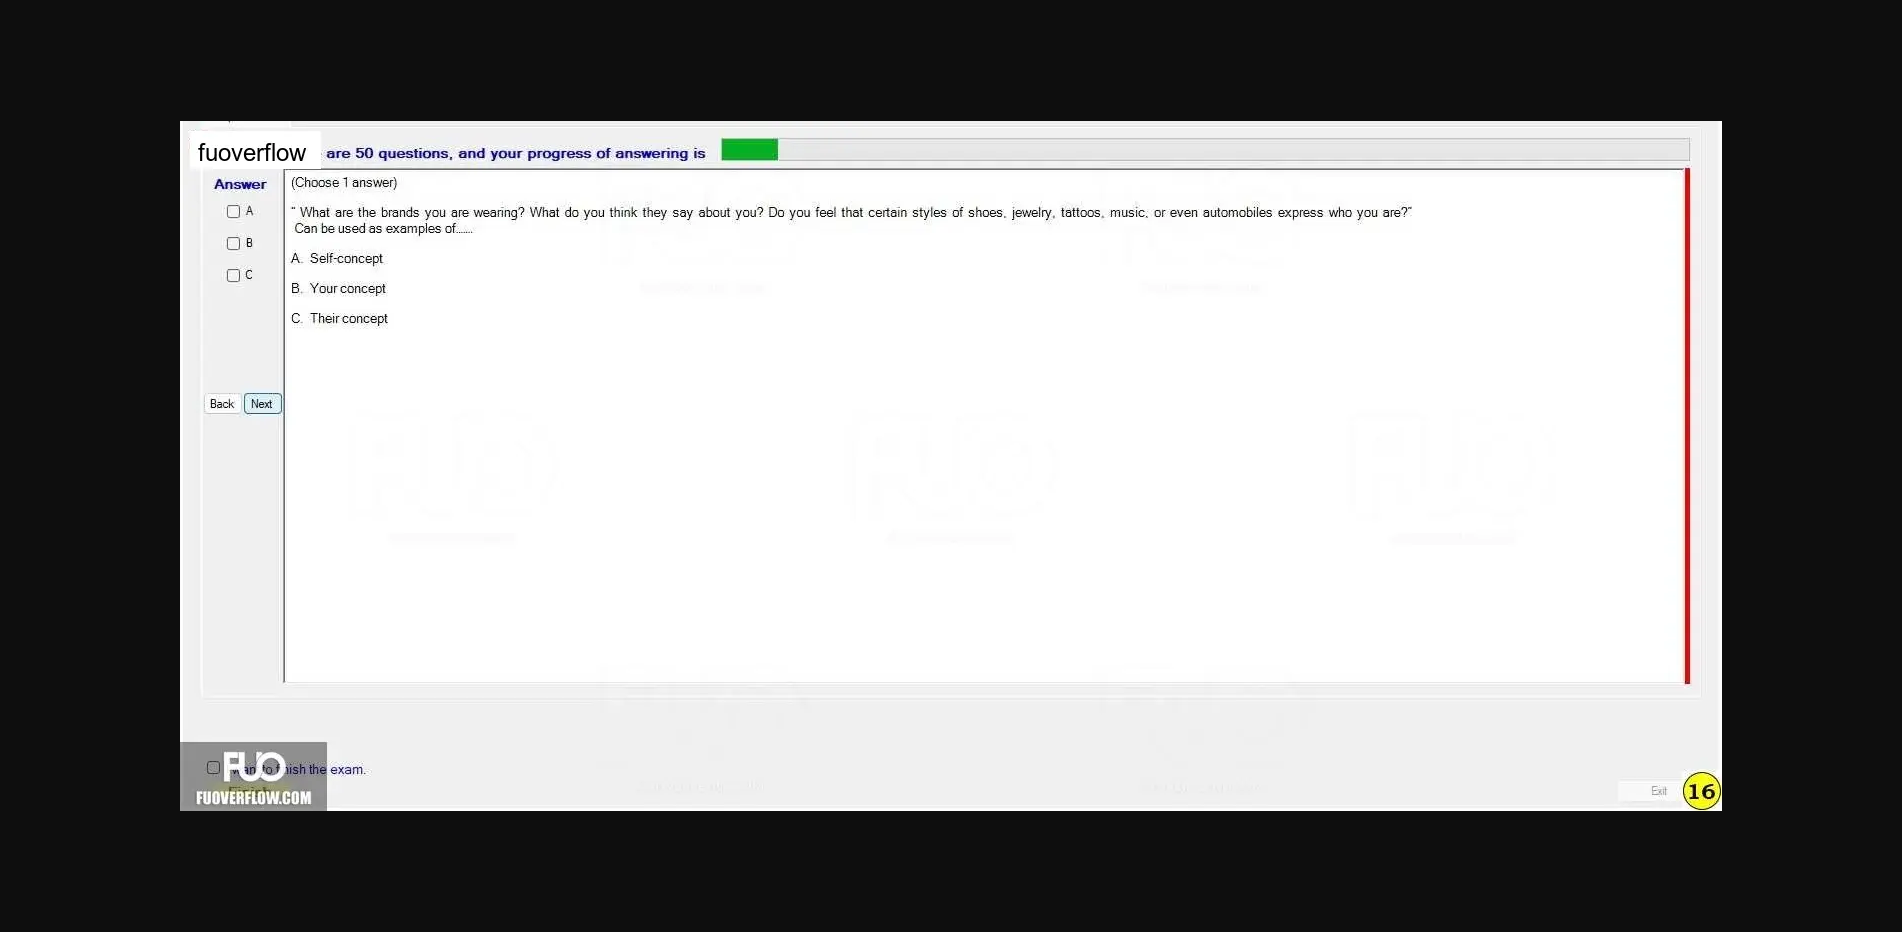 fuoverflow are 50 questions, and your progress of answering is
Answer
A
B
C
Back Next
(Choose 1 answer)
" What are the brands you are wearing? What do you think they say about you? Do you feel that certain styles of shoes, jewelry, tattoos, music, or even automobiles express who you are?"
Can be used as examples of......
A. Self-concept
B. Your concept
C. Their concept
FUO
want to finish the exam.
Finish
FUOVERFLOW.COM
Exit
16